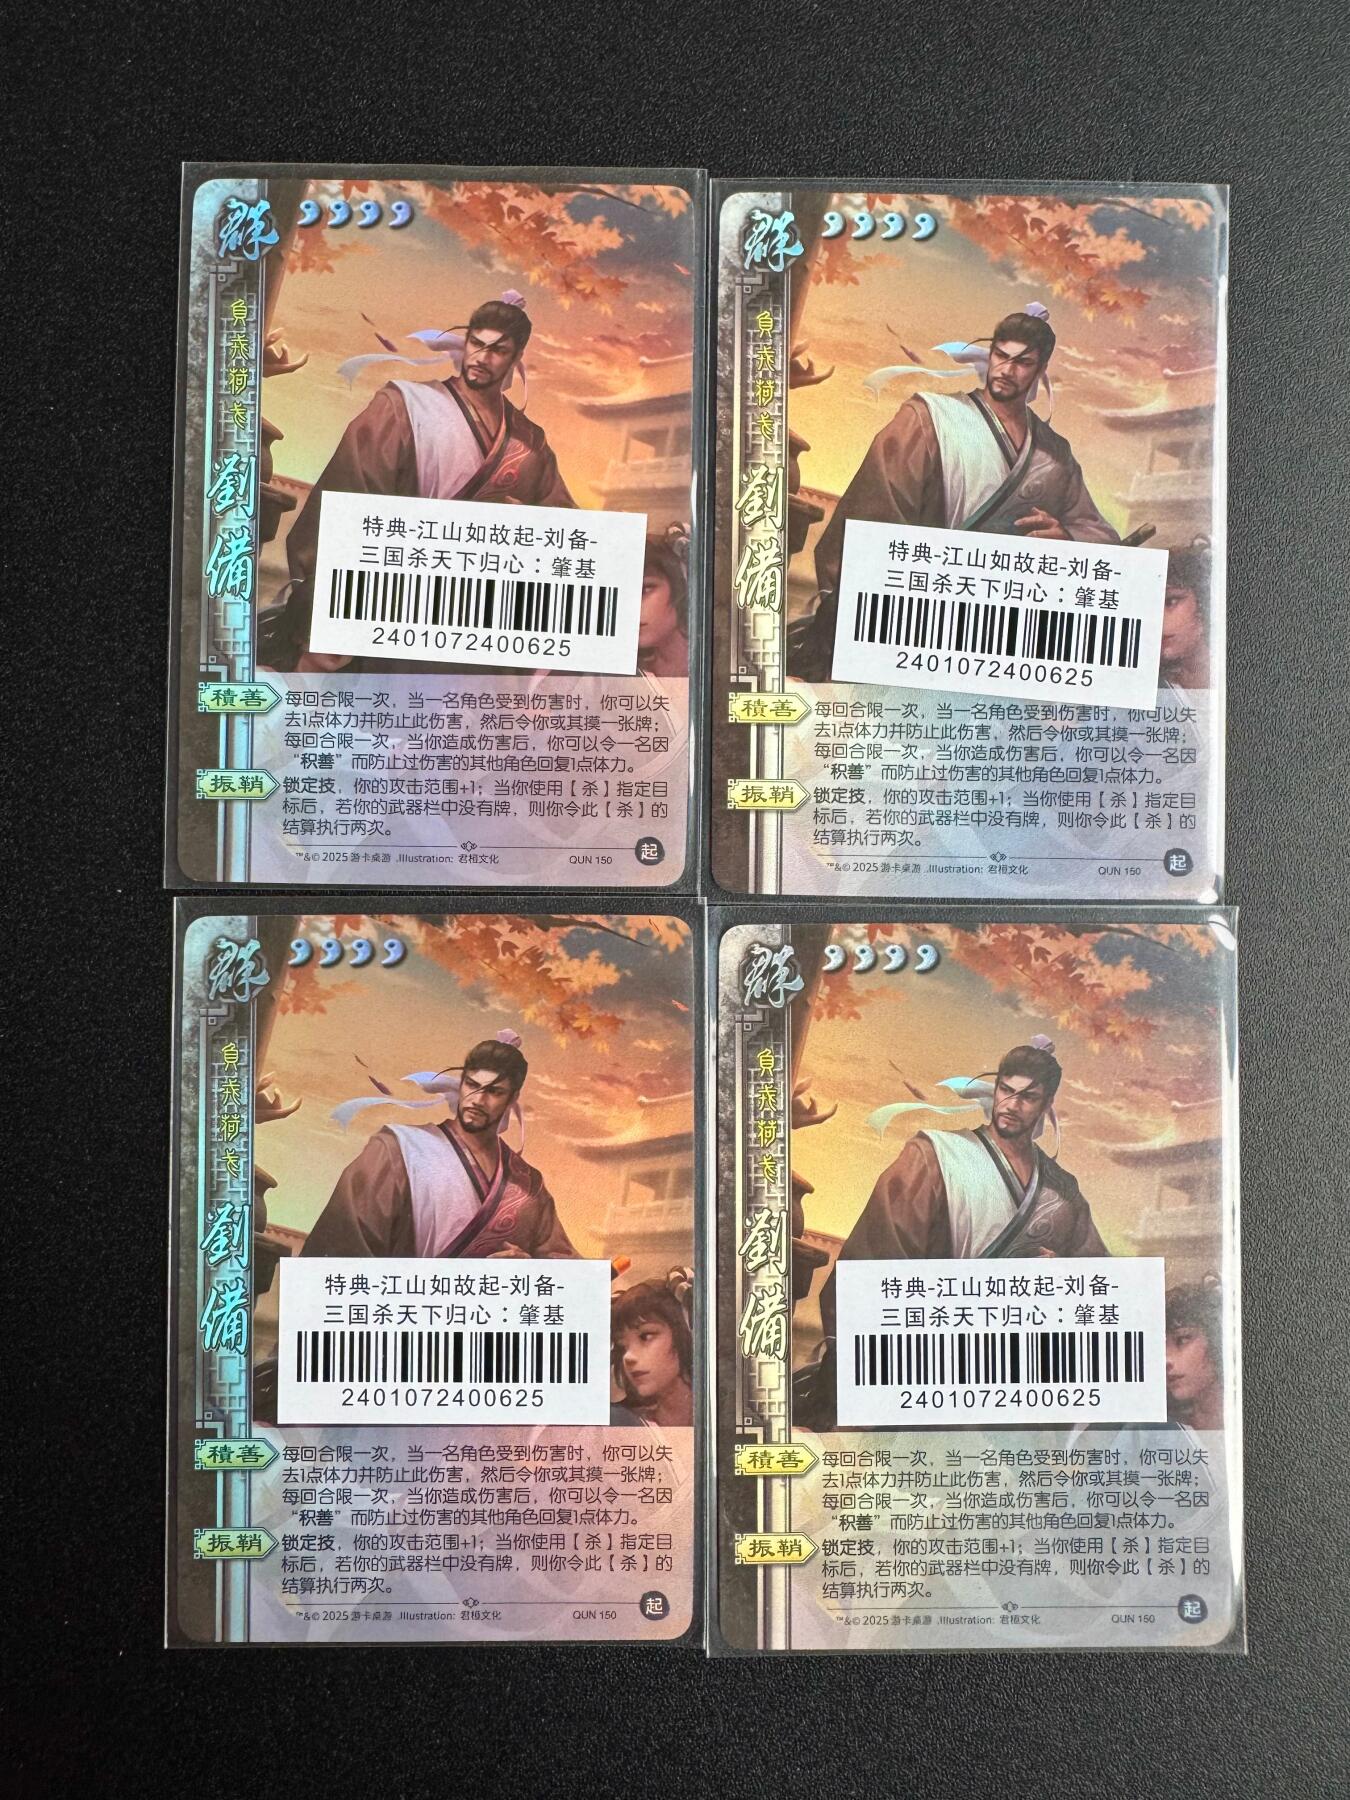 群
負戎荷戈
劉備
特典-江山如故起-刘备-
三国杀天下归心：肇基
2401072400625
積善
每回合限一次，当一名角色受到伤害时，你可以失
去1点体力并防止此伤害，然后令你或其摸一张牌；
每回合限一次，当你造成伤害后，你可以令一名因
“积善”而防止过伤害的其他角色回复1点体力。
振鞘
锁定技，你的攻击范围+1；当你使用【杀】指定目
标后，若你的武器栏中没有牌，则你令此【杀】的
结算执行两次。
™&© 2025 游卡桌游 .Illustration: 君桓文化
QUN 150
起
群
負戎荷戈
劉備
特典-江山如故起-刘备-
三国杀天下归心：肇基
2401072400625
積善
每回合限一次，当一名角色受到伤害时，你可以失
去1点体力并防止此伤害，然后令你或其摸一张牌；
每回合限一次，当你造成伤害后，你可以令一名因
“积善”而防止过伤害的其他角色回复1点体力。
振鞘
锁定技，你的攻击范围+1；当你使用【杀】指定目
标后，若你的武器栏中没有牌，则你令此【杀】的
结算执行两次。
™&© 2025 游卡桌游 .Illustration: 君桓文化
QUN 150
起
群
負戎荷戈
劉備
特典-江山如故起-刘备-
三国杀天下归心：肇基
2401072400625
積善
每回合限一次，当一名角色受到伤害时，你可以失
去1点体力并防止此伤害，然后令你或其摸一张牌；
每回合限一次，当你造成伤害后，你可以令一名因
“积善”而防止过伤害的其他角色回复1点体力。
振鞘
锁定技，你的攻击范围+1；当你使用【杀】指定目
标后，若你的武器栏中没有牌，则你令此【杀】的
结算执行两次。
™&© 2025 游卡桌游 .Illustration: 君桓文化
QUN 150
起
群
負戎荷戈
劉備
特典-江山如故起-刘备-
三国杀天下归心：肇基
2401072400625
積善
每回合限一次，当一名角色受到伤害时，你可以失
去1点体力并防止此伤害，然后令你或其摸一张牌；
每回合限一次，当你造成伤害后，你可以令一名因
“积善”而防止过伤害的其他角色回复1点体力。
振鞘
锁定技，你的攻击范围+1；当你使用【杀】指定目
标后，若你的武器栏中没有牌，则你令此【杀】的
结算执行两次。
™&© 2025 游卡桌游 .Illustration: 君桓文化
QUN 150
起